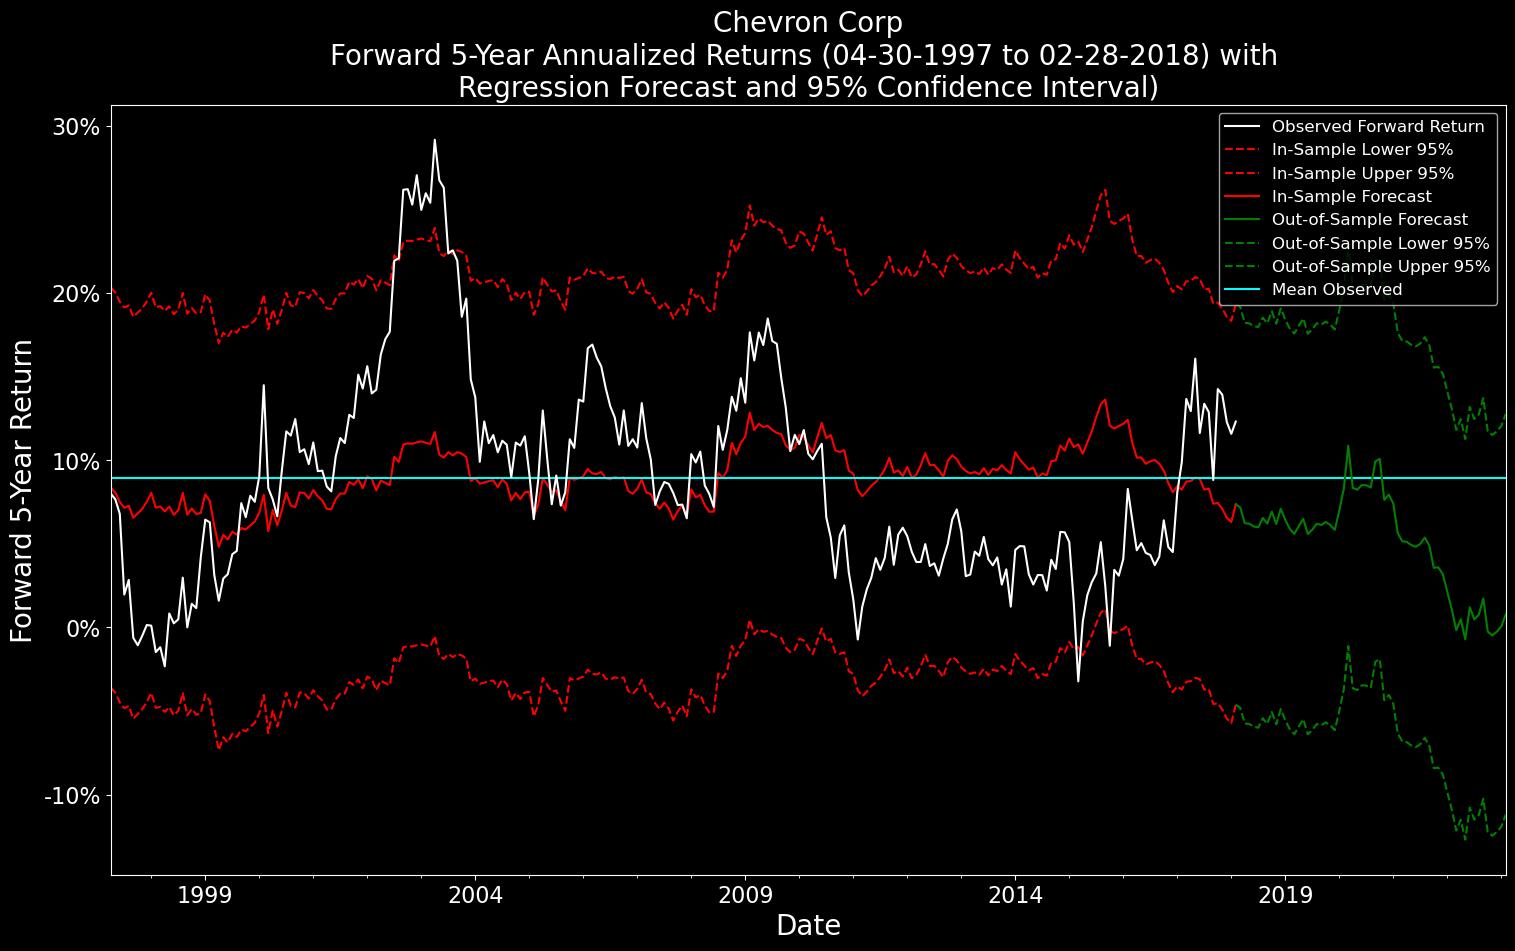 Chevron Corp
Forward 5-Year Annualized Returns (04-30-1997 to 02-28-2018) with
Regression Forecast and 95% Confidence Interval)
30%
20%
10%
0%
-10%
Forward 5-Year Return
Observed Forward Return
In-Sample Lower 95%
In-Sample Upper 95%
In-Sample Forecast
Out-of-Sample Forecast
Out-of-Sample Lower 95%
Out-of-Sample Upper 95%
Mean Observed
1999
2004
2009
2014
2019
Date